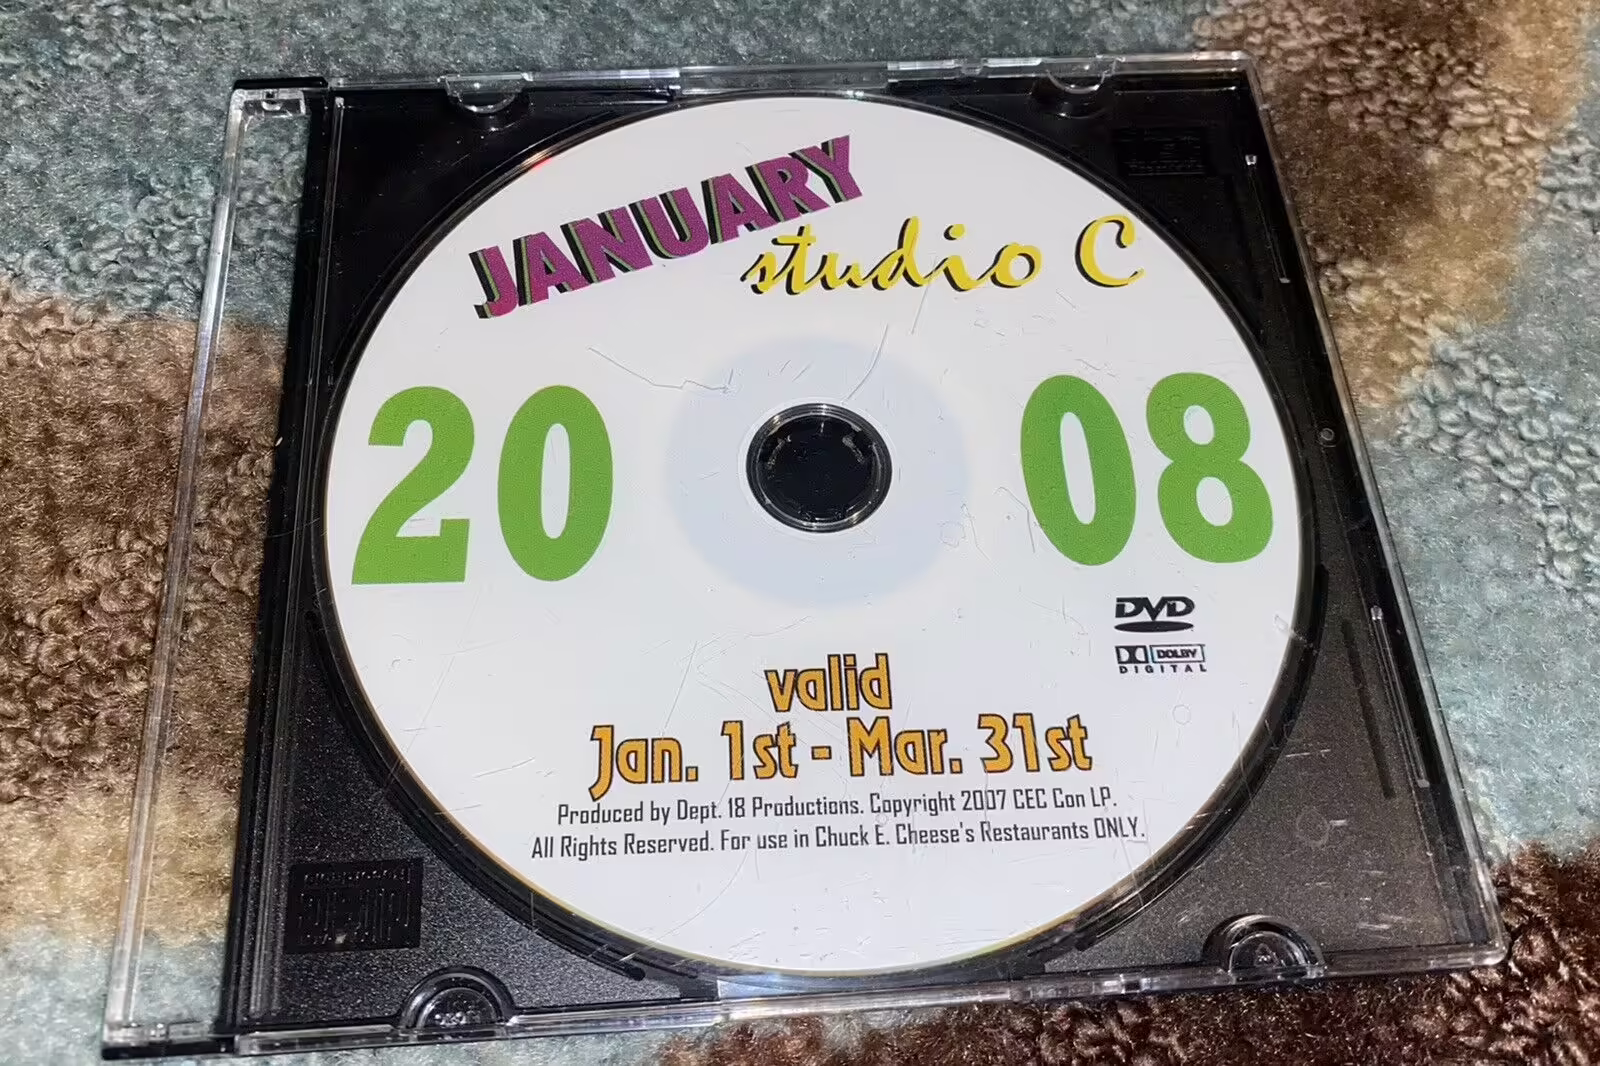 JANUARY
studio C
20 08
DVD
DOLBY
DIGITAL
valid
Jan. 1st - Mar. 31st
Produced by Dept. 18 Productions. Copyright 2007 CEC Con LP.
All Rights Reserved. For use in Chuck E. Cheese's Restaurants ONLY.